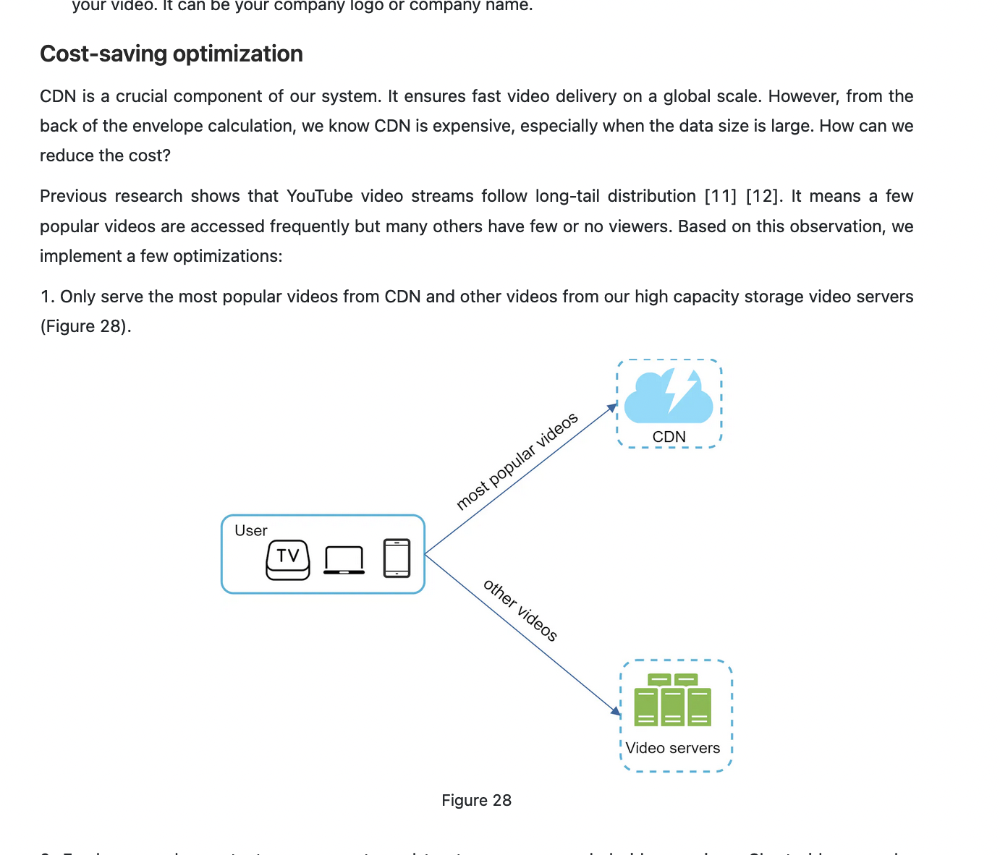 your video. It can be your company logo or company name.
Cost-saving optimization
CDN is a crucial component of our system. It ensures fast video delivery on a global scale. However, from the
back of the envelope calculation, we know CDN is expensive, especially when the data size is large. How can we
reduce the cost?
Previous research shows that YouTube video streams follow long-tail distribution [11] [12]. It means a few
popular videos are accessed frequently but many others have few or no viewers. Based on this observation, we
implement a few optimizations:
1. Only serve the most popular videos from CDN and other videos from our high capacity storage video servers
(Figure 28).
CDN
most popular videos
User
TV
other videos
Video servers
Figure 28